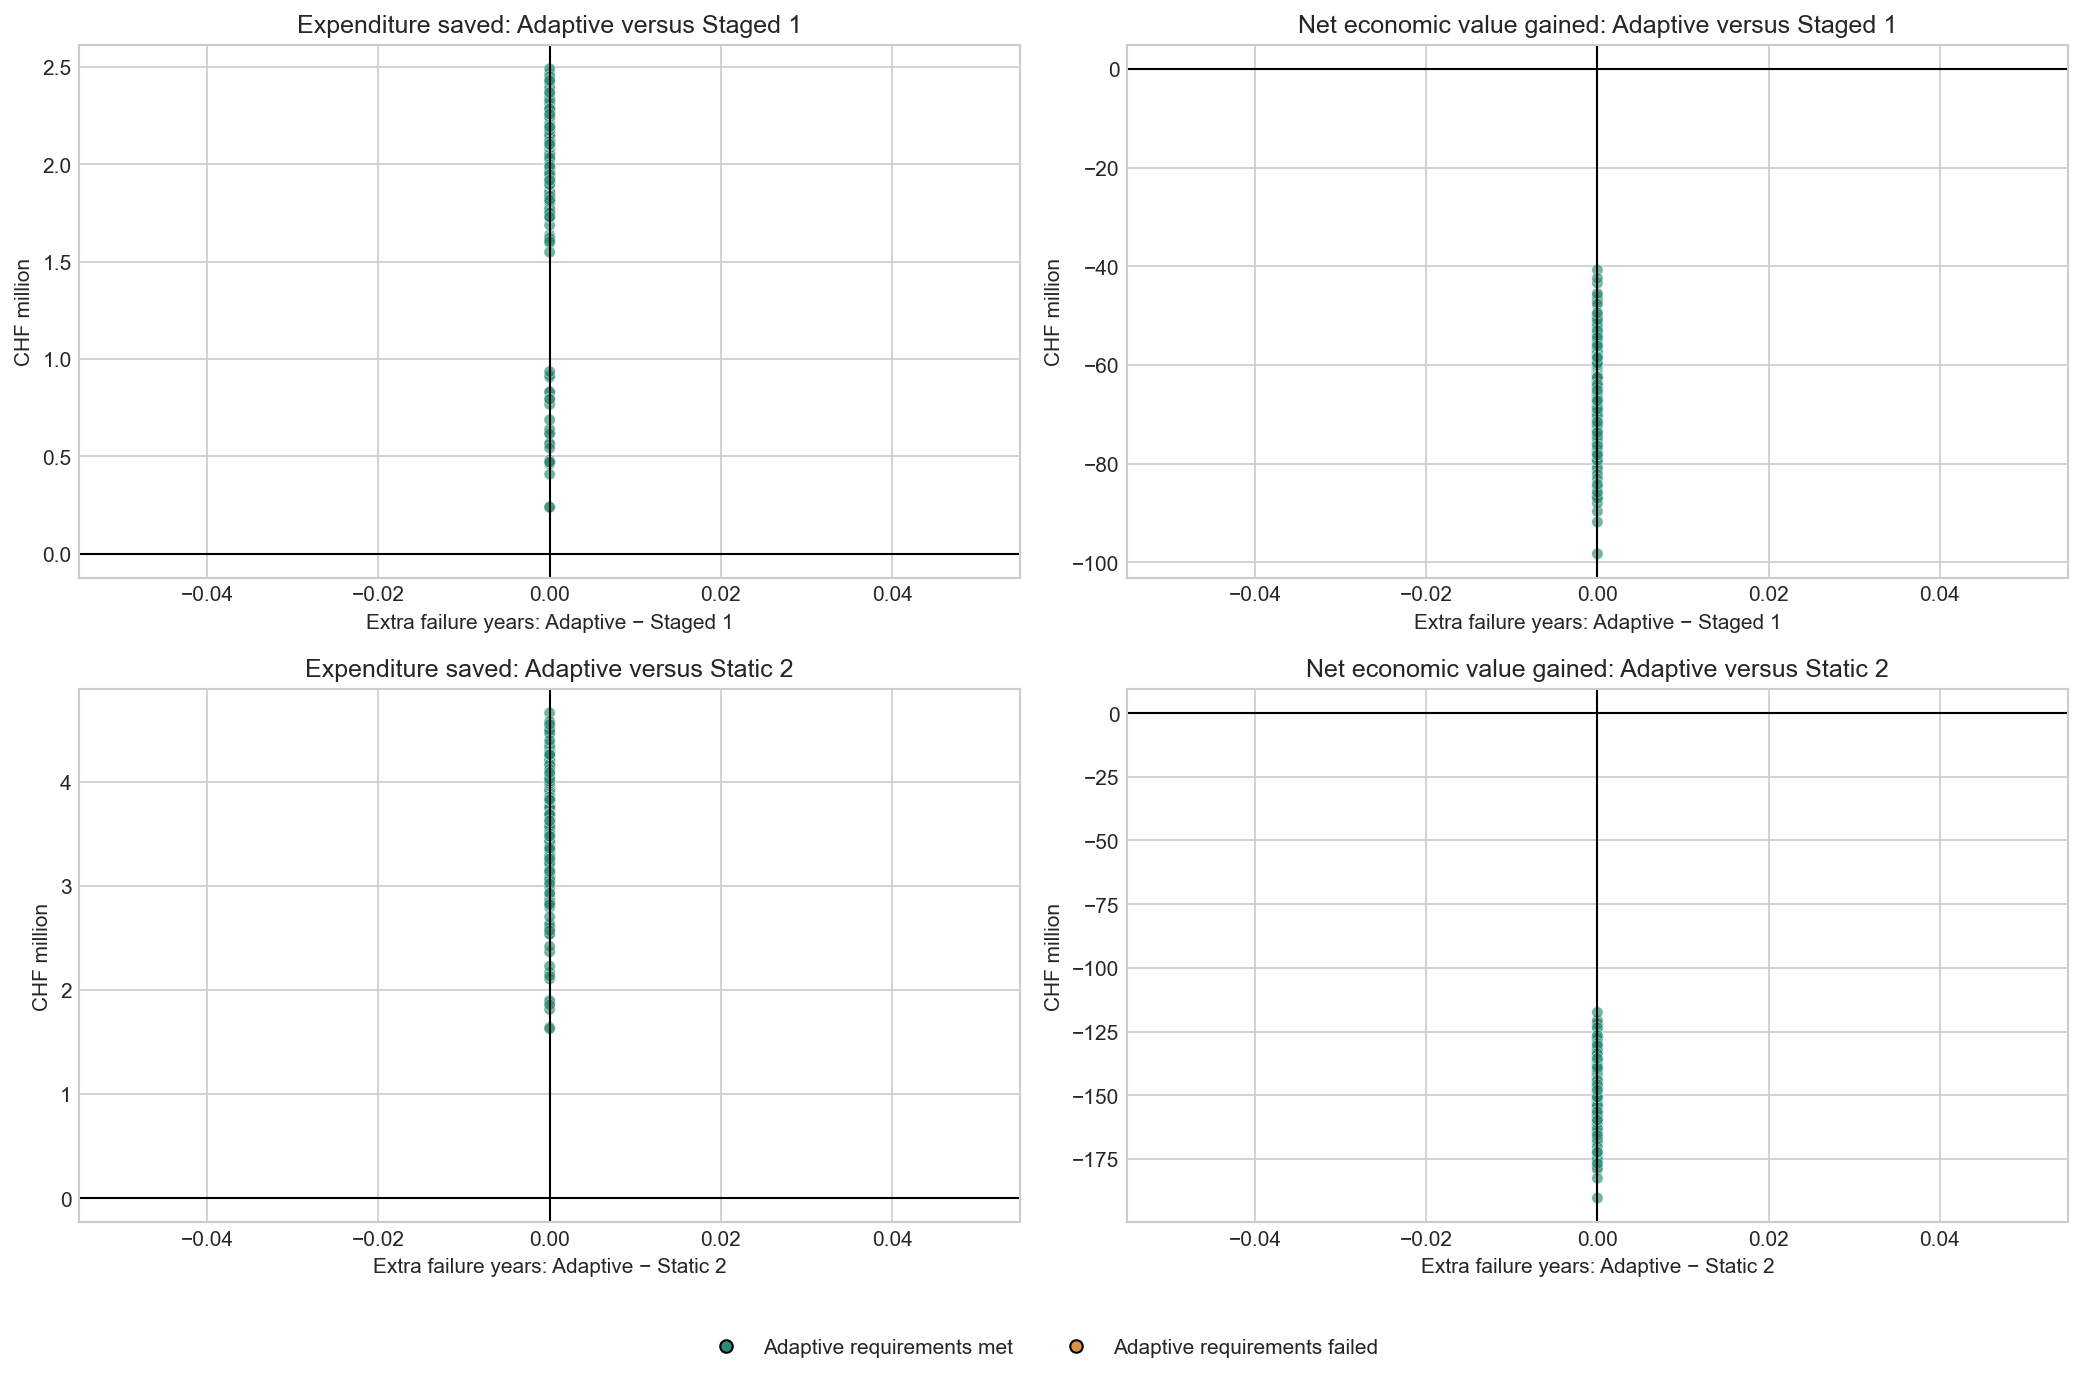 Expenditure saved: Adaptive versus Staged 1
2.5
2.0
1.5
1.0
0.5
0.0
CHF million
−0.04 −0.02 0.00 0.02 0.04
Extra failure years: Adaptive − Staged 1
Net economic value gained: Adaptive versus Staged 1
0
−20
−40
−60
−80
−100
CHF million
−0.04 −0.02 0.00 0.02 0.04
Extra failure years: Adaptive − Staged 1
Expenditure saved: Adaptive versus Static 2
4
3
2
1
0
CHF million
−0.04 −0.02 0.00 0.02 0.04
Extra failure years: Adaptive − Static 2
Net economic value gained: Adaptive versus Static 2
0
−25
−50
−75
−100
−125
−150
−175
CHF million
−0.04 −0.02 0.00 0.02 0.04
Extra failure years: Adaptive − Static 2
Adaptive requirements met
Adaptive requirements failed